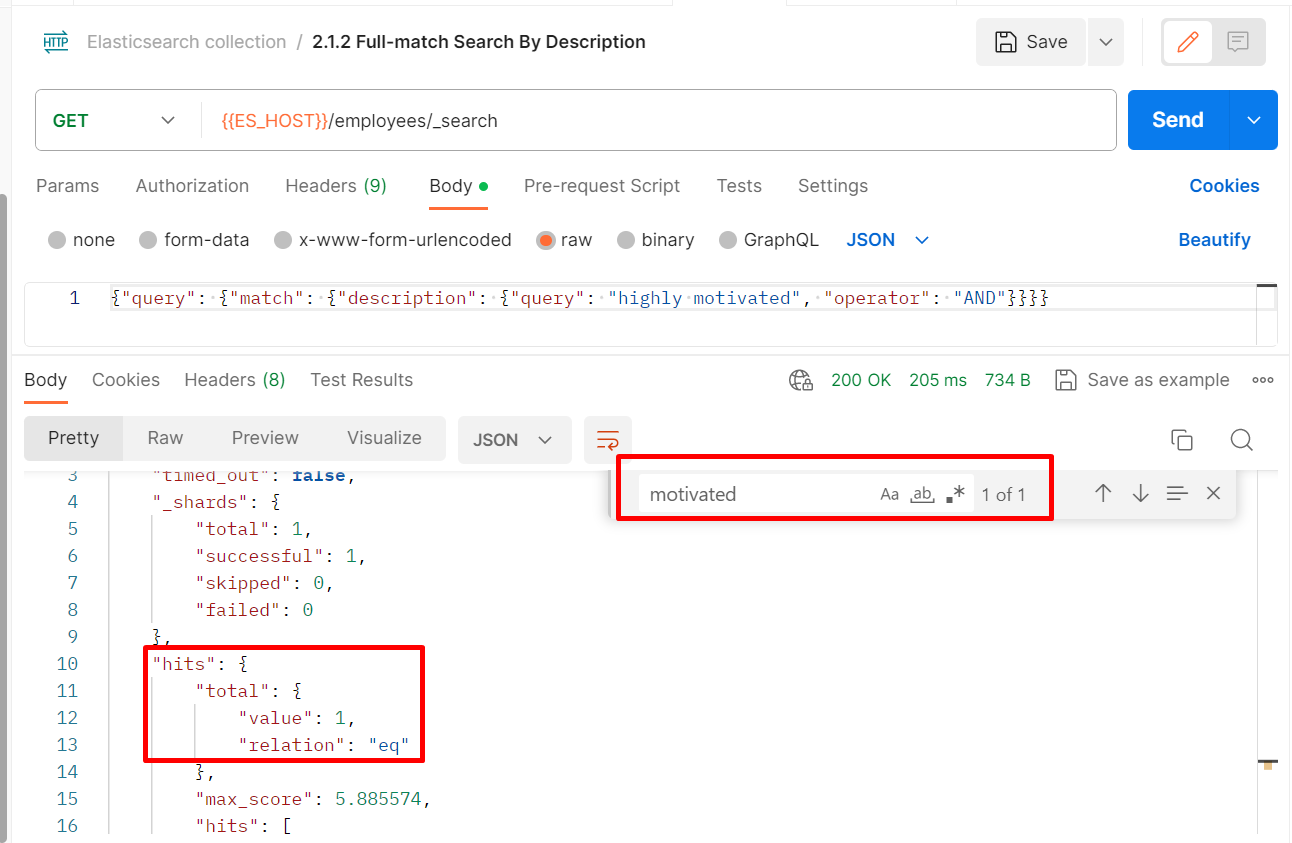 HTTP Elasticsearch collection / 2.1.2 Full-match Search By Description Save
GET {{ES_HOST}}/employees/_search Send
Params Authorization Headers (9) Body Pre-request Script Tests Settings Cookies
none form-data x-www-form-urlencoded raw binary GraphQL JSON Beautify
1 {"query": {"match": {"description": {"query": "highly motivated", "operator": "AND"}}}}
Body Cookies Headers (8) Test Results 200 OK 205 ms 734 B Save as example
Pretty Raw Preview Visualize JSON
motivated Aa ab .* 1 of 1
3 "timed_out": false,
4 "_shards": {
5 "total": 1,
6 "successful": 1,
7 "skipped": 0,
8 "failed": 0
9 },
10 "hits": {
11 "total": {
12 "value": 1,
13 "relation": "eq"
14 },
15 "max_score": 5.885574,
16 "hits": [